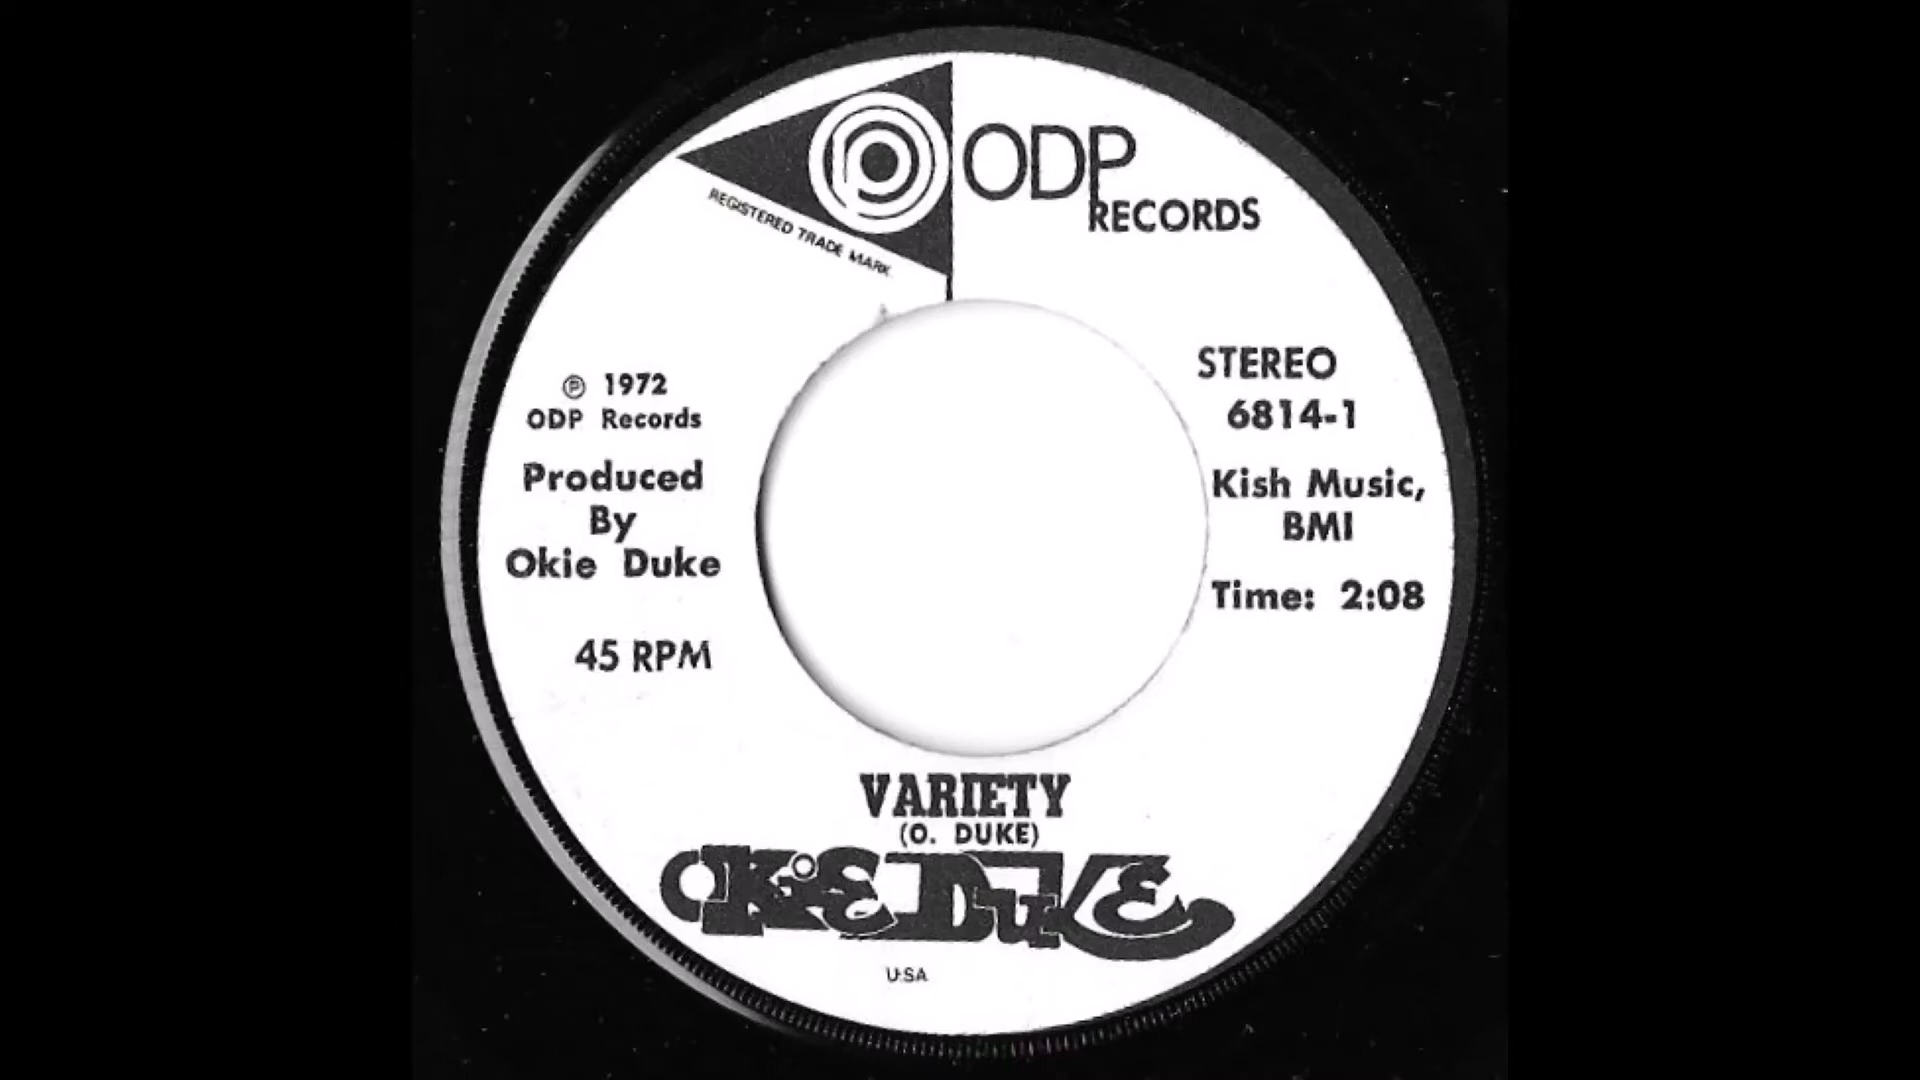 ODP
RECORDS
REGISTERED TRADE MARK
℗ 1972
ODP Records
Produced
By
Okie Duke
45 RPM
STEREO
6814-1
Kish Music,
BMI
Time: 2:08
VARIETY
(O. DUKE)
OKiE DuKE
USA